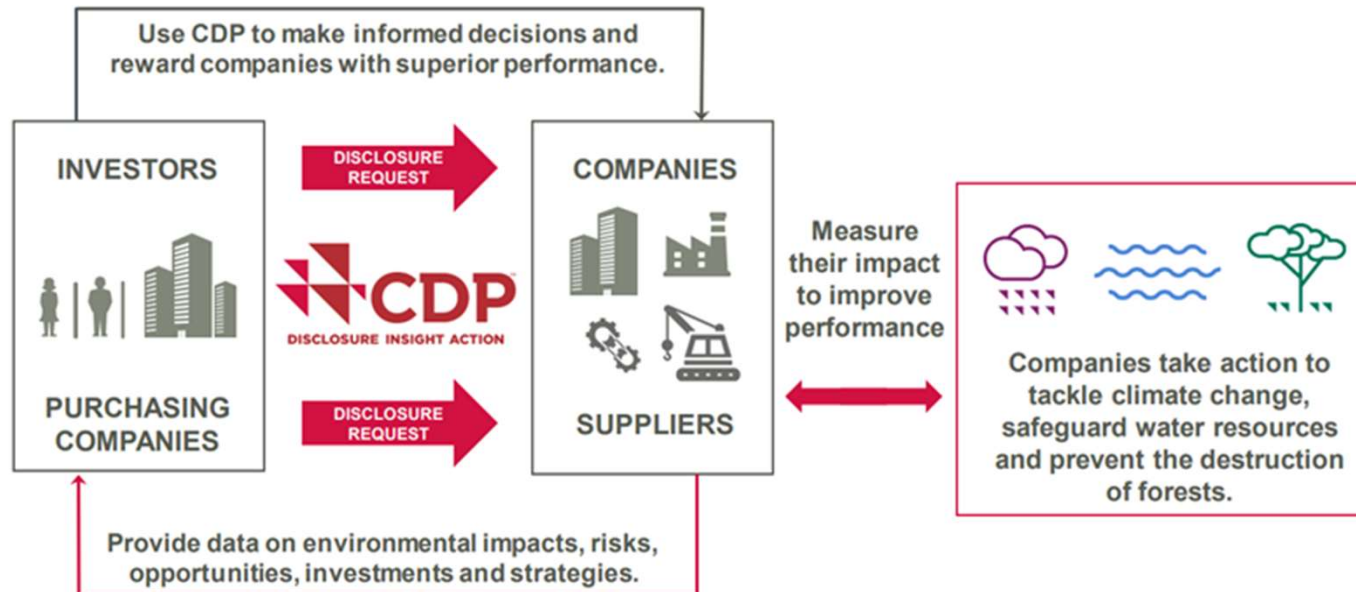 Use CDP to make informed decisions and
reward companies with superior performance.
INVESTORS
PURCHASING
COMPANIES
DISCLOSURE
REQUEST
CDP
DISCLOSURE INSIGHT ACTION
DISCLOSURE
REQUEST
COMPANIES
SUPPLIERS
Measure
their impact
to improve
performance
Companies take action to
tackle climate change,
safeguard water resources
and prevent the destruction
of forests.
Provide data on environmental impacts, risks,
opportunities, investments and strategies.